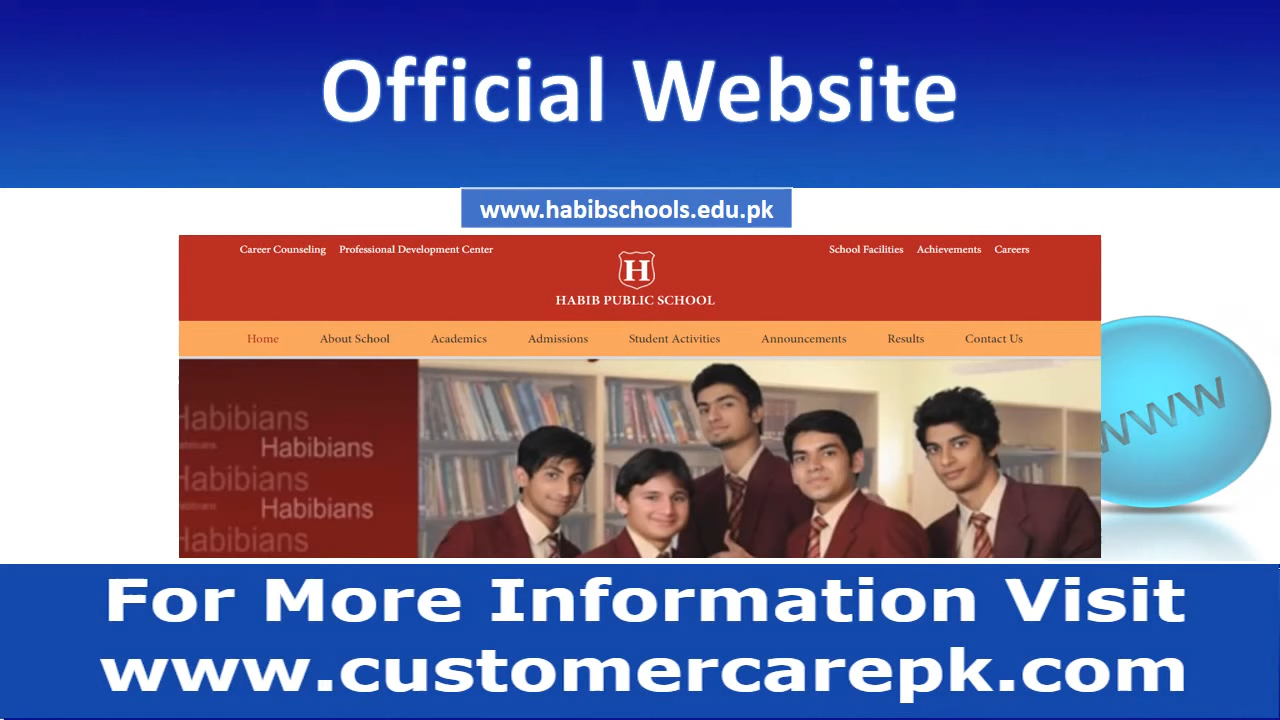 Official Website
www.habibschools.edu.pk
Career Counseling Professional Development Center School Facilities Achievements Careers
H
HABIB PUBLIC SCHOOL
Home About School Academics Admissions Student Activities Announcements Results Contact Us
Habibians
Habibians
Habibians
Habibians
Habibians
www
For More Information Visit
www.customercarepk.com